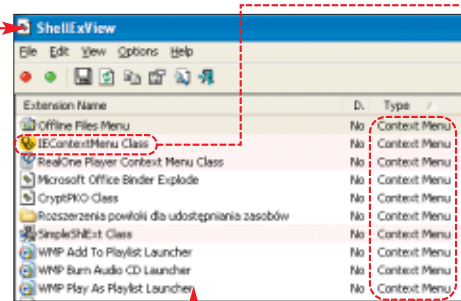 ShellExView
File Edit View Options Help
Extension Name D. Type
Offline Files Menu No Context Menu
IEContextMenu Class No Context Menu
RealOne Player Context Menu Class No Context Menu
Microsoft Office Binder Explode No Context Menu
CryptPKO Class No Context Menu
Rozszerzenia powłoki dla udostępniania zasobów No Context Menu
SimpleShlExt Class No Context Menu
WMP Add To Playlist Launcher No Context Menu
WMP Burn Audio CD Launcher No Context Menu
WMP Play As Playlist Launcher No Context Menu